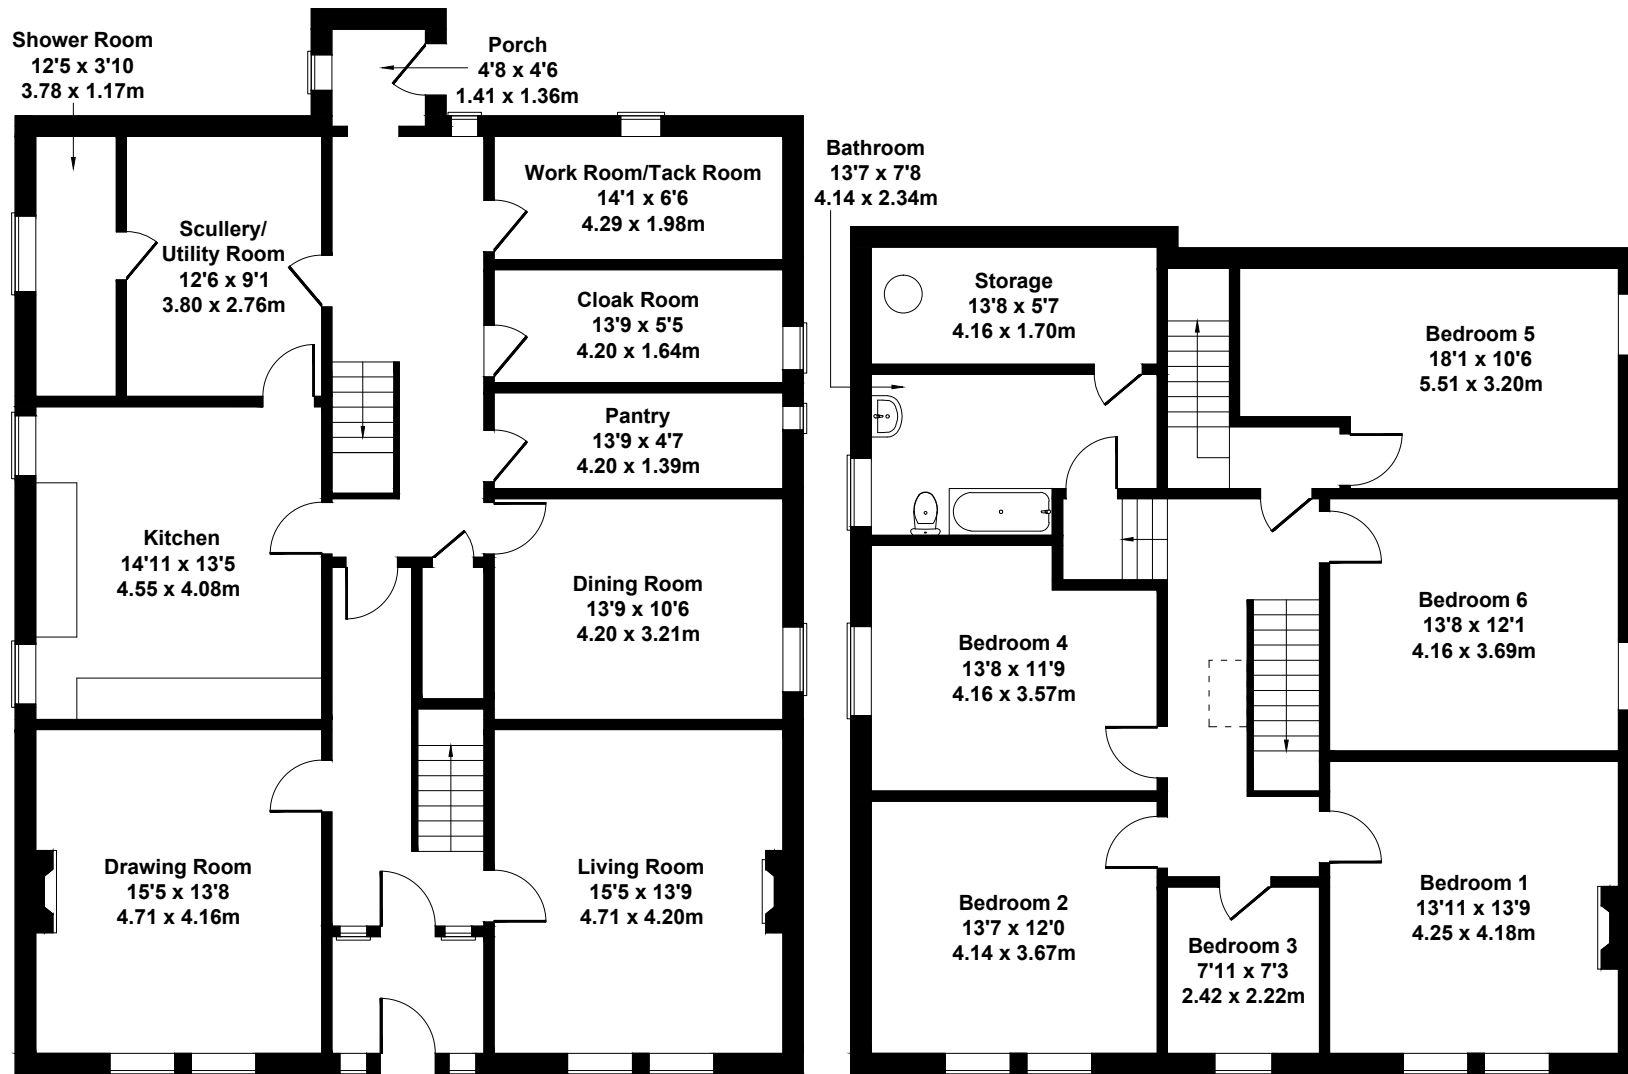 Shower Room
12'5 x 3'10
3.78 x 1.17m
Porch
4'8 x 4'6
1.41 x 1.36m
Work Room/Tack Room
14'1 x 6'6
4.29 x 1.98m
Scullery/
Utility Room
12'6 x 9'1
3.80 x 2.76m
Cloak Room
13'9 x 5'5
4.20 x 1.64m
Pantry
13'9 x 4'7
4.20 x 1.39m
Kitchen
14'11 x 13'5
4.55 x 4.08m
Dining Room
13'9 x 10'6
4.20 x 3.21m
Drawing Room
15'5 x 13'8
4.71 x 4.16m
Living Room
15'5 x 13'9
4.71 x 4.20m
Bathroom
13'7 x 7'8
4.14 x 2.34m
Storage
13'8 x 5'7
4.16 x 1.70m
Bedroom 5
18'1 x 10'6
5.51 x 3.20m
Bedroom 6
13'8 x 12'1
4.16 x 3.69m
Bedroom 4
13'8 x 11'9
4.16 x 3.57m
Bedroom 2
13'7 x 12'0
4.14 x 3.67m
Bedroom 3
7'11 x 7'3
2.42 x 2.22m
Bedroom 1
13'11 x 13'9
4.25 x 4.18m